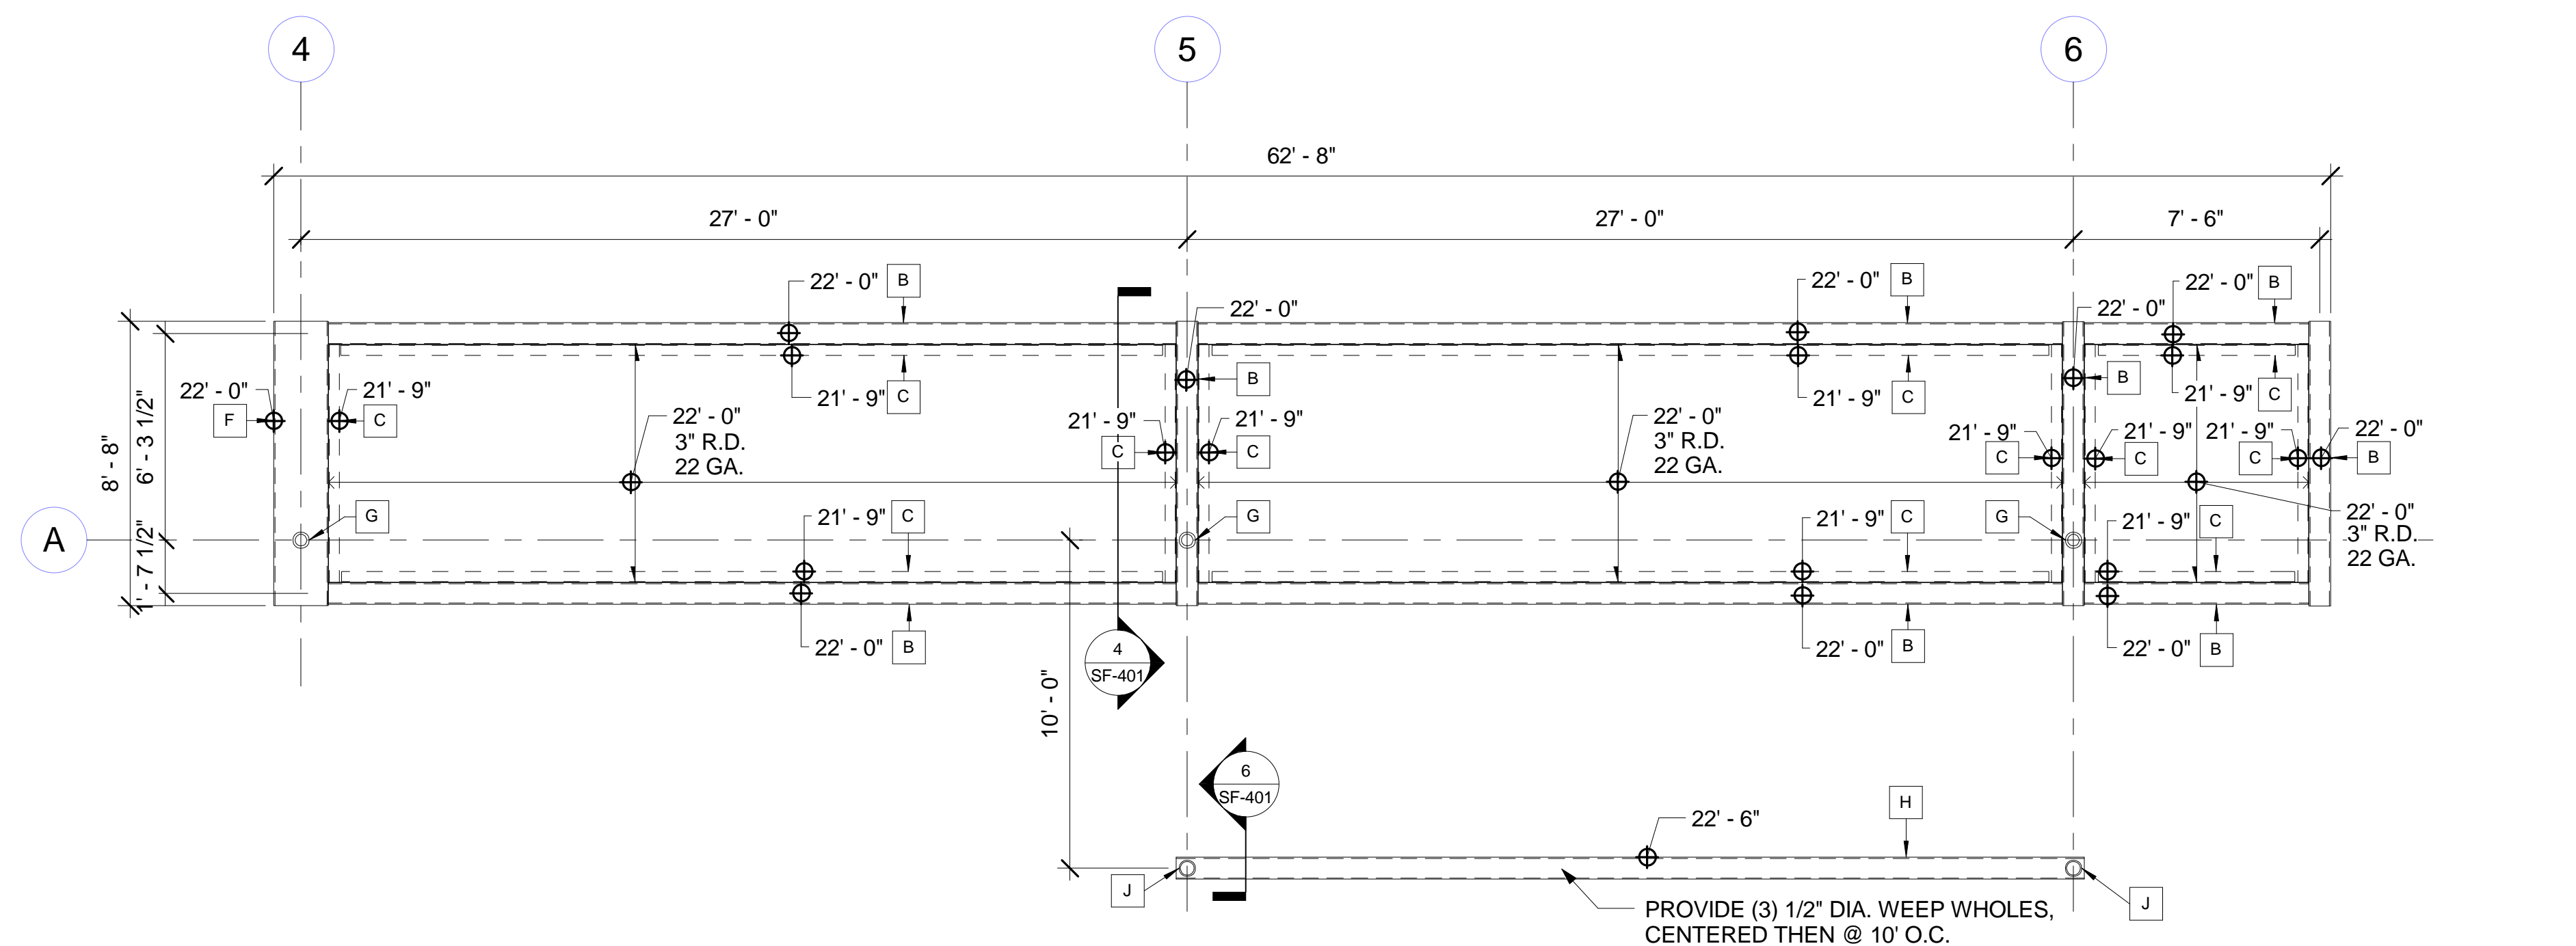 4
5
6
62' - 8"
27' - 0"
27' - 0"
7' - 6"
22' - 0"
B
22' - 0"
B
22' - 0"
B
22' - 0"
22' - 0"
21' - 9"
C
21' - 9"
C
21' - 9"
C
B
B
22' - 0"
F
21' - 9"
C
22' - 0"
3" R.D.
22 GA.
21' - 9"
C
21' - 9"
C
22' - 0"
3" R.D.
22 GA.
21' - 9"
C
21' - 9"
C
21' - 9"
C
22' - 0"
B
8' - 8"
6' - 3 1/2"
1' - 7 1/2"
A
G
G
G
21' - 9"
C
21' - 9"
C
21' - 9"
C
22' - 0"
3" R.D.
22 GA.
22' - 0"
B
22' - 0"
B
22' - 0"
B
4
SF-401
10' - 0"
6
SF-401
22' - 6"
H
J
J
PROVIDE (3) 1/2" DIA. WEEP WHOLES,
CENTERED THEN @ 10' O.C.